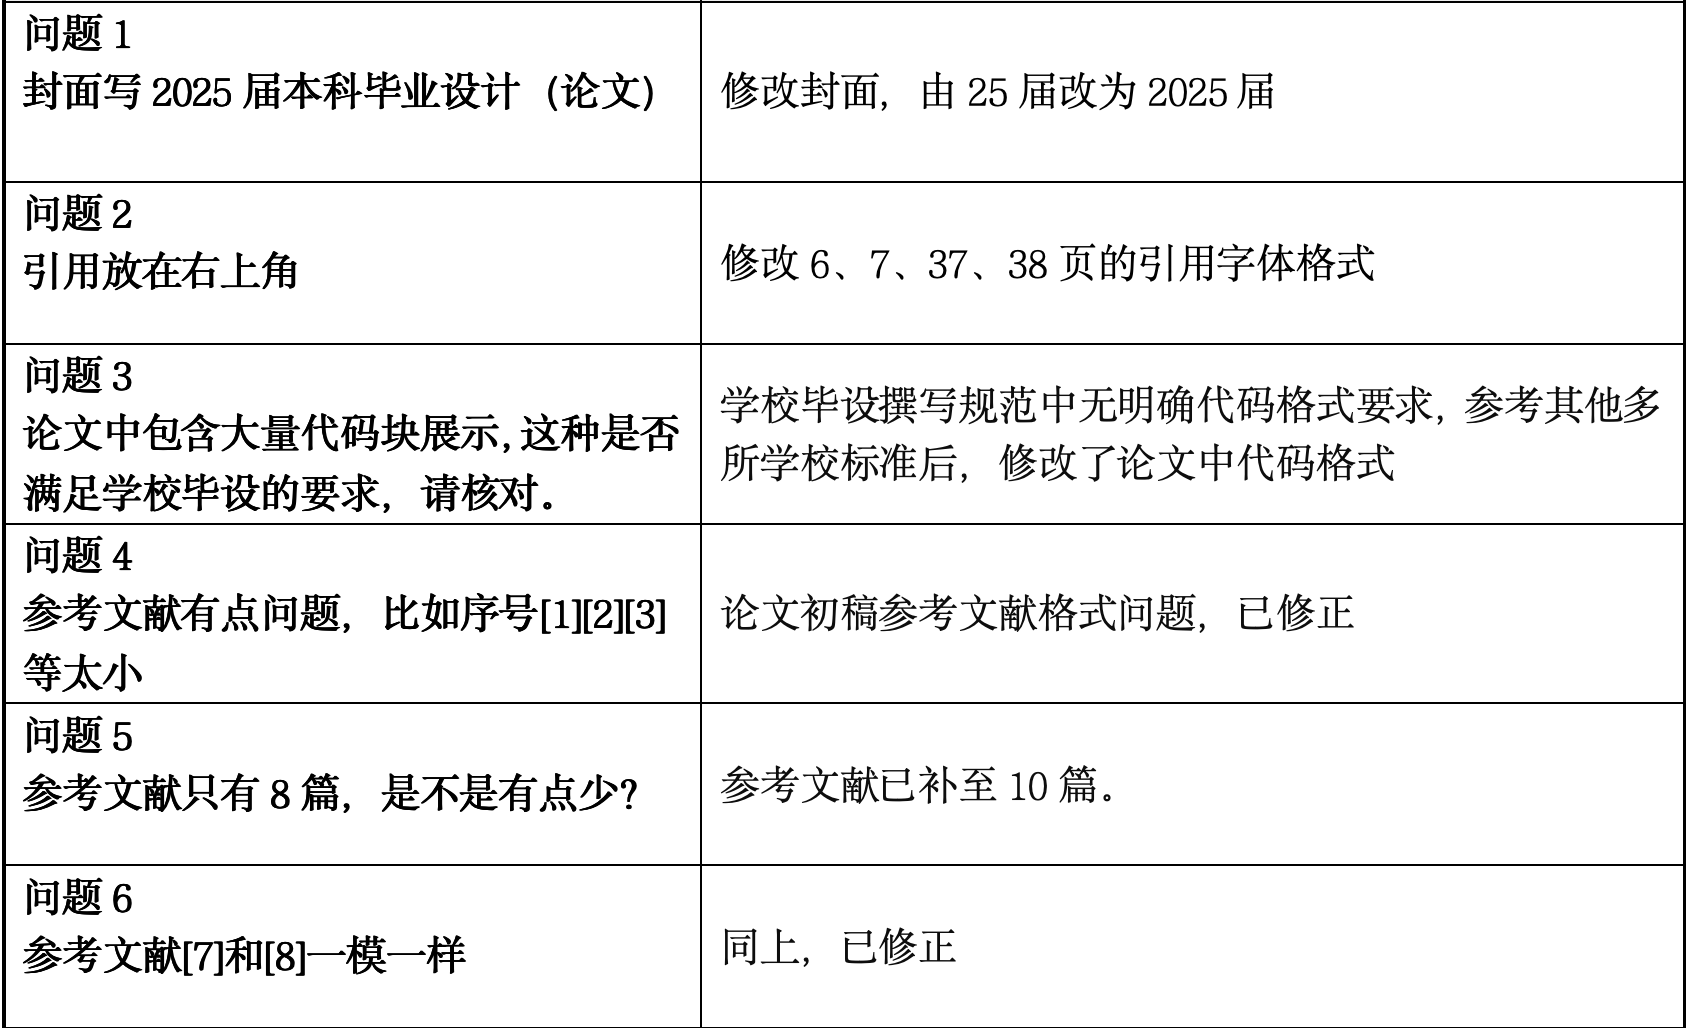 问题 1
封面写 2025 届本科毕业设计（论文）
修改封面，由 25 届改为 2025 届
问题 2
引用放在右上角
修改 6、7、37、38 页的引用字体格式
问题 3
论文中包含大量代码块展示,这种是否
满足学校毕设的要求，请核对。
学校毕设撰写规范中无明确代码格式要求，参考其他多
所学校标准后，修改了论文中代码格式
问题 4
参考文献有点问题，比如序号[1][2][3]
等太小
论文初稿参考文献格式问题，已修正
问题 5
参考文献只有 8 篇，是不是有点少?
参考文献已补至 10 篇。
问题 6
参考文献[7]和[8]一模一样
同上，已修正